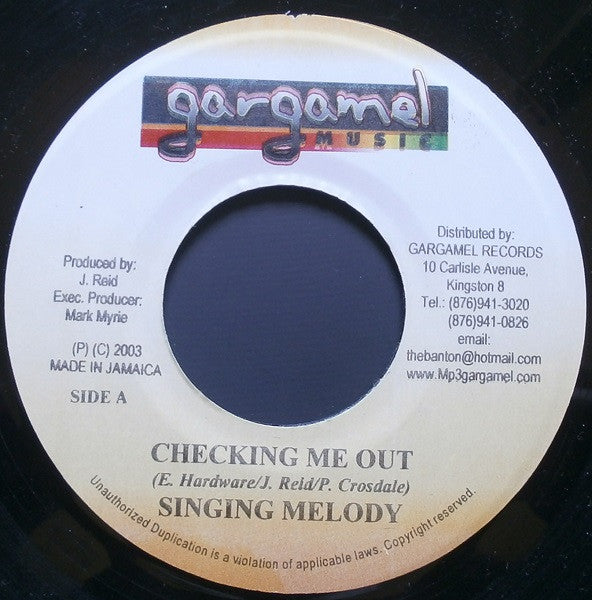 gargamel
MUSIC
Produced by:
J. Reid
Exec. Producer:
Mark Myrie
(P) (C) 2003
MADE IN JAMAICA
SIDE A
Distributed by:
GARGAMEL RECORDS
10 Carlisle Avenue,
Kingston 8
Tel.: (876)941-3020
(876)941-0826
email:
thebanton@hotmail.com
www.Mp3gargamel.com
CHECKING ME OUT
(E. Hardware/J. Reid/P. Crosdale)
SINGING MELODY
Unauthorized Duplication is a violation of applicable laws. Copyright reserved.